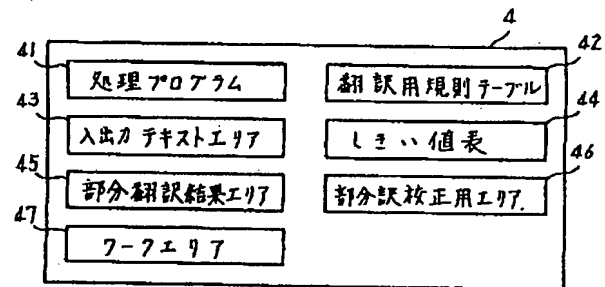 4
41
処理プログラム
42
翻訳用規則テーブル
43
入出力テキストエリア
44
しきい値表
45
部分翻訳結果エリア
46
部分訳校正用エリア
47
ワークエリア